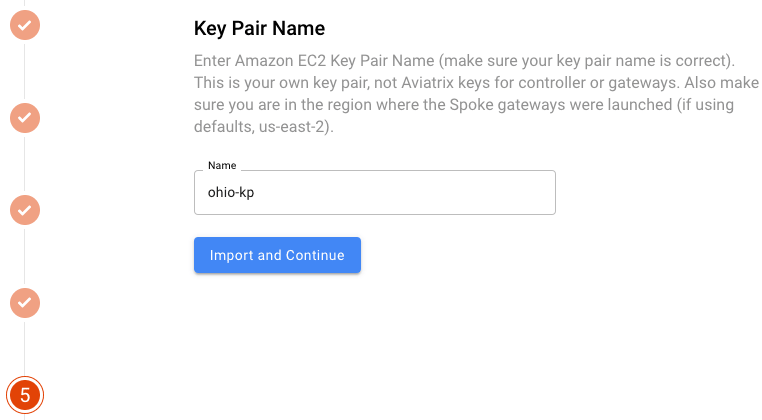 Key Pair Name
Enter Amazon EC2 Key Pair Name (make sure your key pair name is correct).
This is your own key pair, not Aviatrix keys for controller or gateways. Also make
sure you are in the region where the Spoke gateways were launched (if using
defaults, us-east-2).
Name
ohio-kp
Import and Continue
5